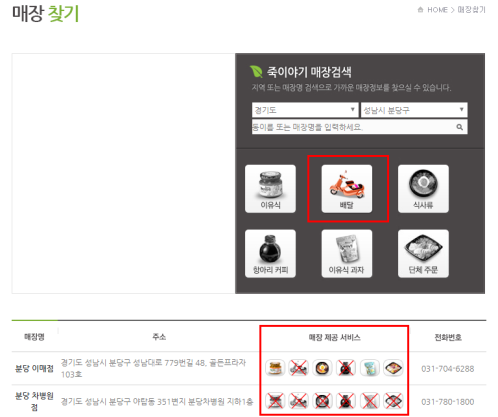 매장 찾기
HOME > 매장찾기
죽이야기 매장검색
지역 또는 매장명 검색으로 가까운 매장정보를 찾으실 수 있습니다.
경기도 성남시 분당구
동이름 또는 매장명을 입력하세요.
이유식 배달 식사류
항아리 커피 이유식 과자 단체 주문
매장명 주소 매장 제공 서비스 전화번호
분당 이매점 경기도 성남시 분당구 성남대로 779번길 48, 골든프라자 103호 031-704-6288
분당 차병원점 경기도 성남시 분당구 야탑동 351번지 분당차병원 지하1층 031-780-1800